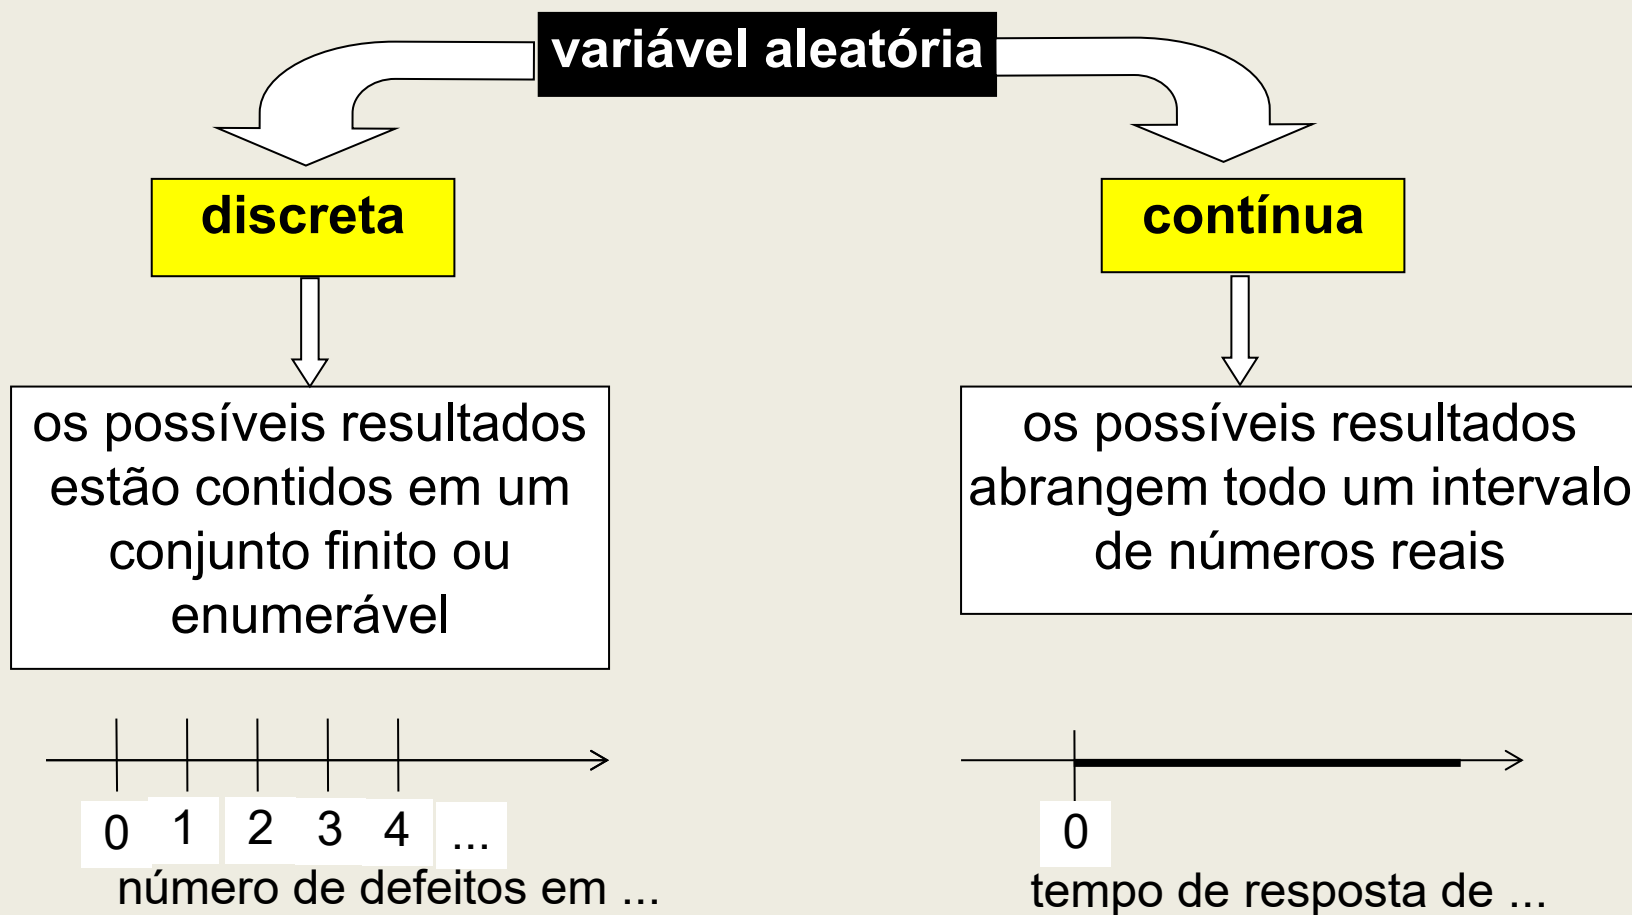 variável aleatória
discreta
contínua
os possíveis resultados
estão contidos em um
conjunto finito ou
enumerável
os possíveis resultados
abrangem todo um intervalo
de números reais
0 1 2 3 4 ...
número de defeitos em ...
0
tempo de resposta de ...